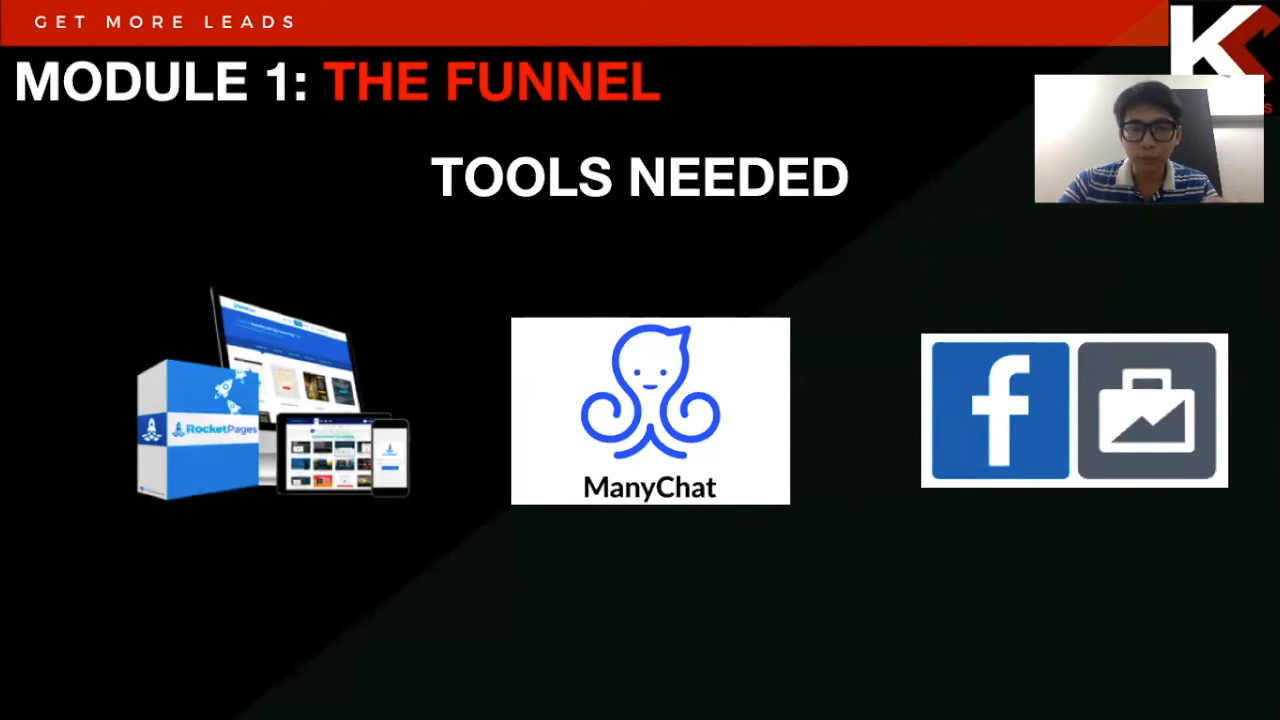 GET MORE LEADS
MODULE 1: THE FUNNEL
TOOLS NEEDED
RocketPages
ManyChat